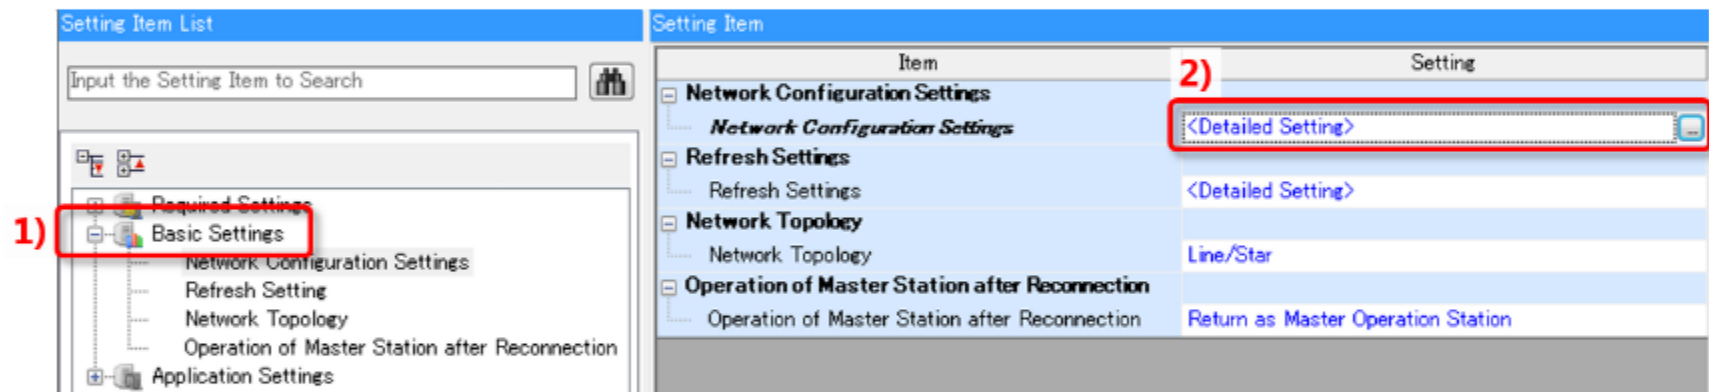 Setting Item List
Input the Setting Item to Search
1)
Required Settings
Basic Settings
Network Configuration Settings
Refresh Setting
Network Topology
Operation of Master Station after Reconnection
Application Settings
Setting Item
Item
Setting
2)
Network Configuration Settings
Network Configuration Settings
<Detailed Setting>
...
Refresh Settings
Refresh Settings
<Detailed Setting>
Network Topology
Network Topology
Line/Star
Operation of Master Station after Reconnection
Operation of Master Station after Reconnection
Return as Master Operation Station